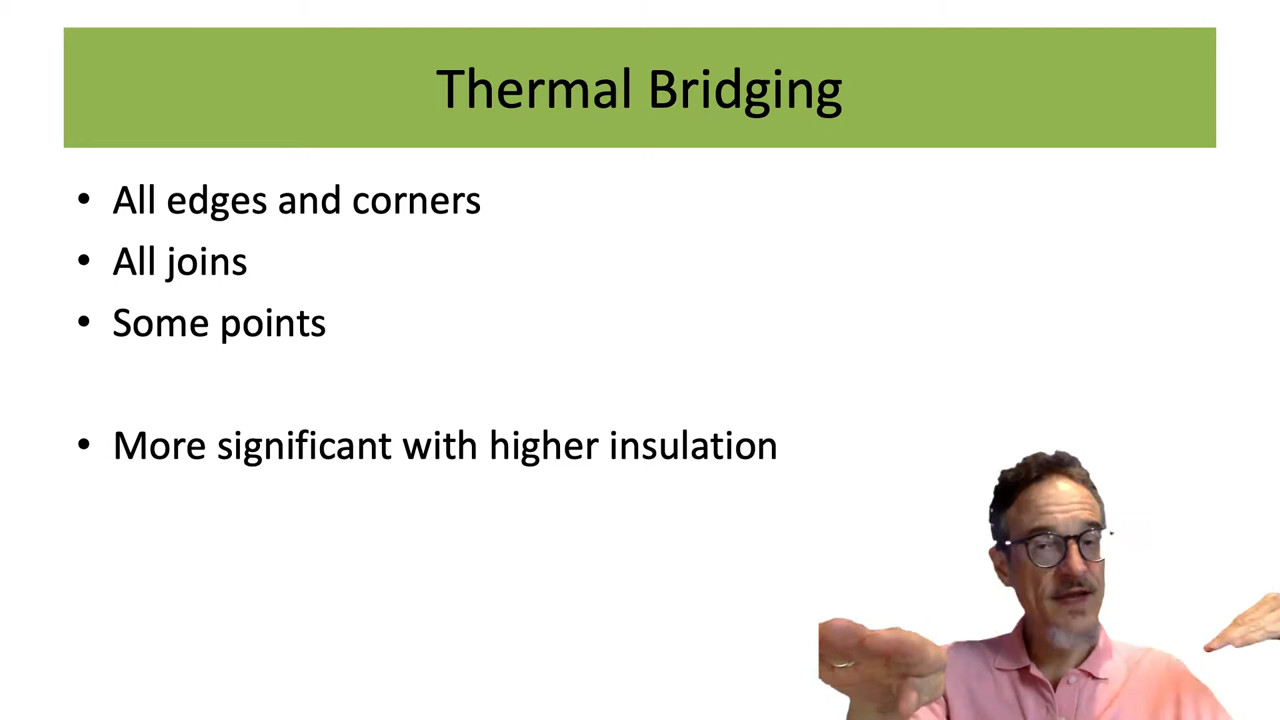 Thermal Bridging
• All edges and corners
• All joins
• Some points
• More significant with higher insulation